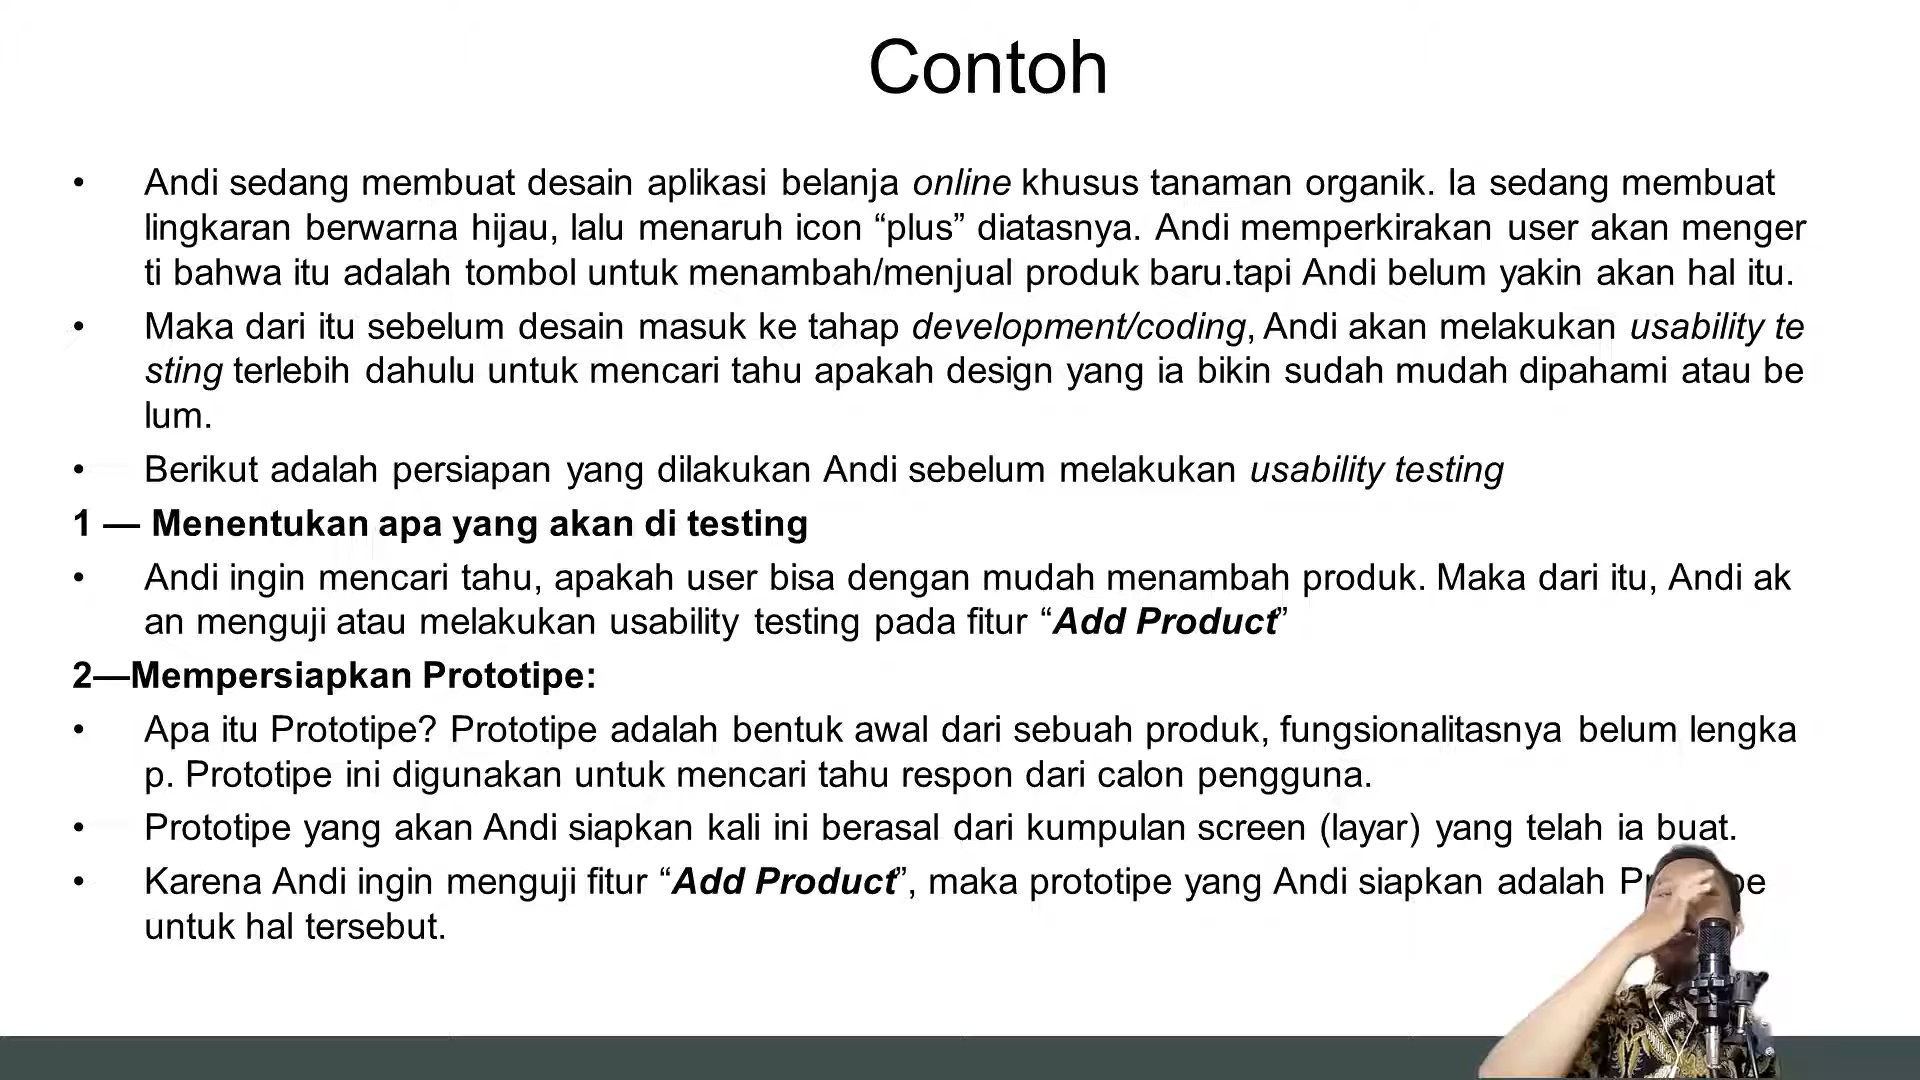 Contoh
• Andi sedang membuat desain aplikasi belanja online khusus tanaman organik. Ia sedang membuat
lingkaran berwarna hijau, lalu menaruh icon “plus” diatasnya. Andi memperkirakan user akan menger
ti bahwa itu adalah tombol untuk menambah/menjual produk baru.tapi Andi belum yakin akan hal itu.
• Maka dari itu sebelum desain masuk ke tahap development/coding, Andi akan melakukan usability te
sting terlebih dahulu untuk mencari tahu apakah design yang ia bikin sudah mudah dipahami atau be
lum.
• Berikut adalah persiapan yang dilakukan Andi sebelum melakukan usability testing
1 — Menentukan apa yang akan di testing
• Andi ingin mencari tahu, apakah user bisa dengan mudah menambah produk. Maka dari itu, Andi ak
an menguji atau melakukan usability testing pada fitur “Add Product”
2—Mempersiapkan Prototipe:
• Apa itu Prototipe? Prototipe adalah bentuk awal dari sebuah produk, fungsionalitasnya belum lengka
p. Prototipe ini digunakan untuk mencari tahu respon dari calon pengguna.
• Prototipe yang akan Andi siapkan kali ini berasal dari kumpulan screen (layar) yang telah ia buat.
• Karena Andi ingin menguji fitur “Add Product”, maka prototipe yang Andi siapkan adalah
untuk hal tersebut.